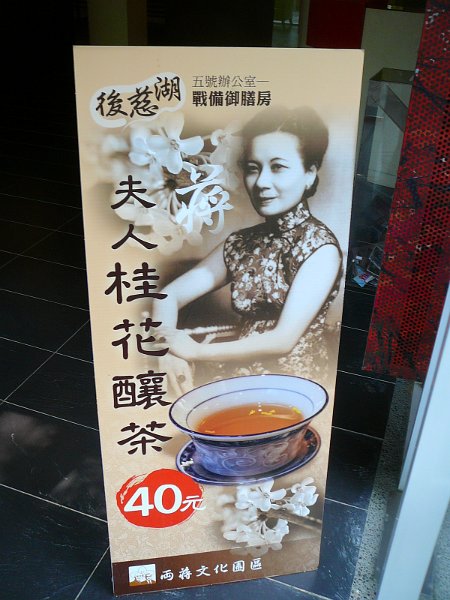 後慈湖
五號辦公室—
戰備御膳房
蔣
夫人桂花釀茶
40元
兩蔣文化園區